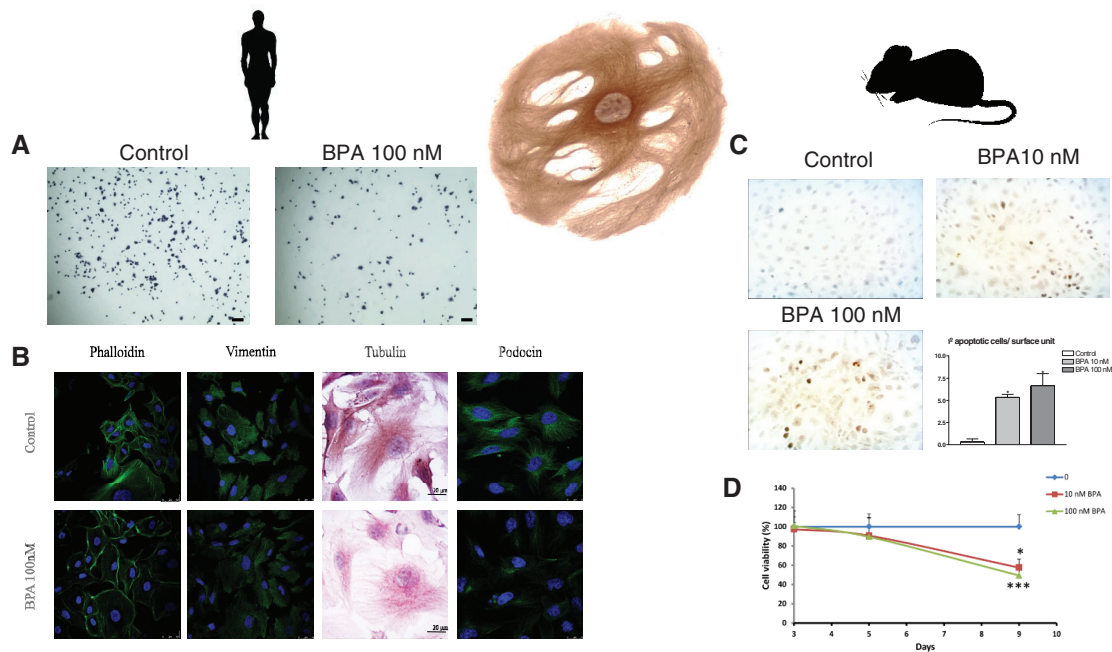 A
Control
BPA 100 nM
B
Phalloidin
Vimentin
Tubulin
Podocin
Control
20 µm
BPA 100nM
20 µm
C
Control
BPA10 nM
BPA 100 nM
apoptotic cells/ surface unit
Control
BPA 10 nM
BPA 100 nM
10.0
7.5
5.0
2.5
0.0
*
*
D
0
10 nM BPA
100 nM BPA
Cell viability (%)
140
120
100
80
60
40
20
0
*
***
3
4
5
6
7
8
9
10
Days